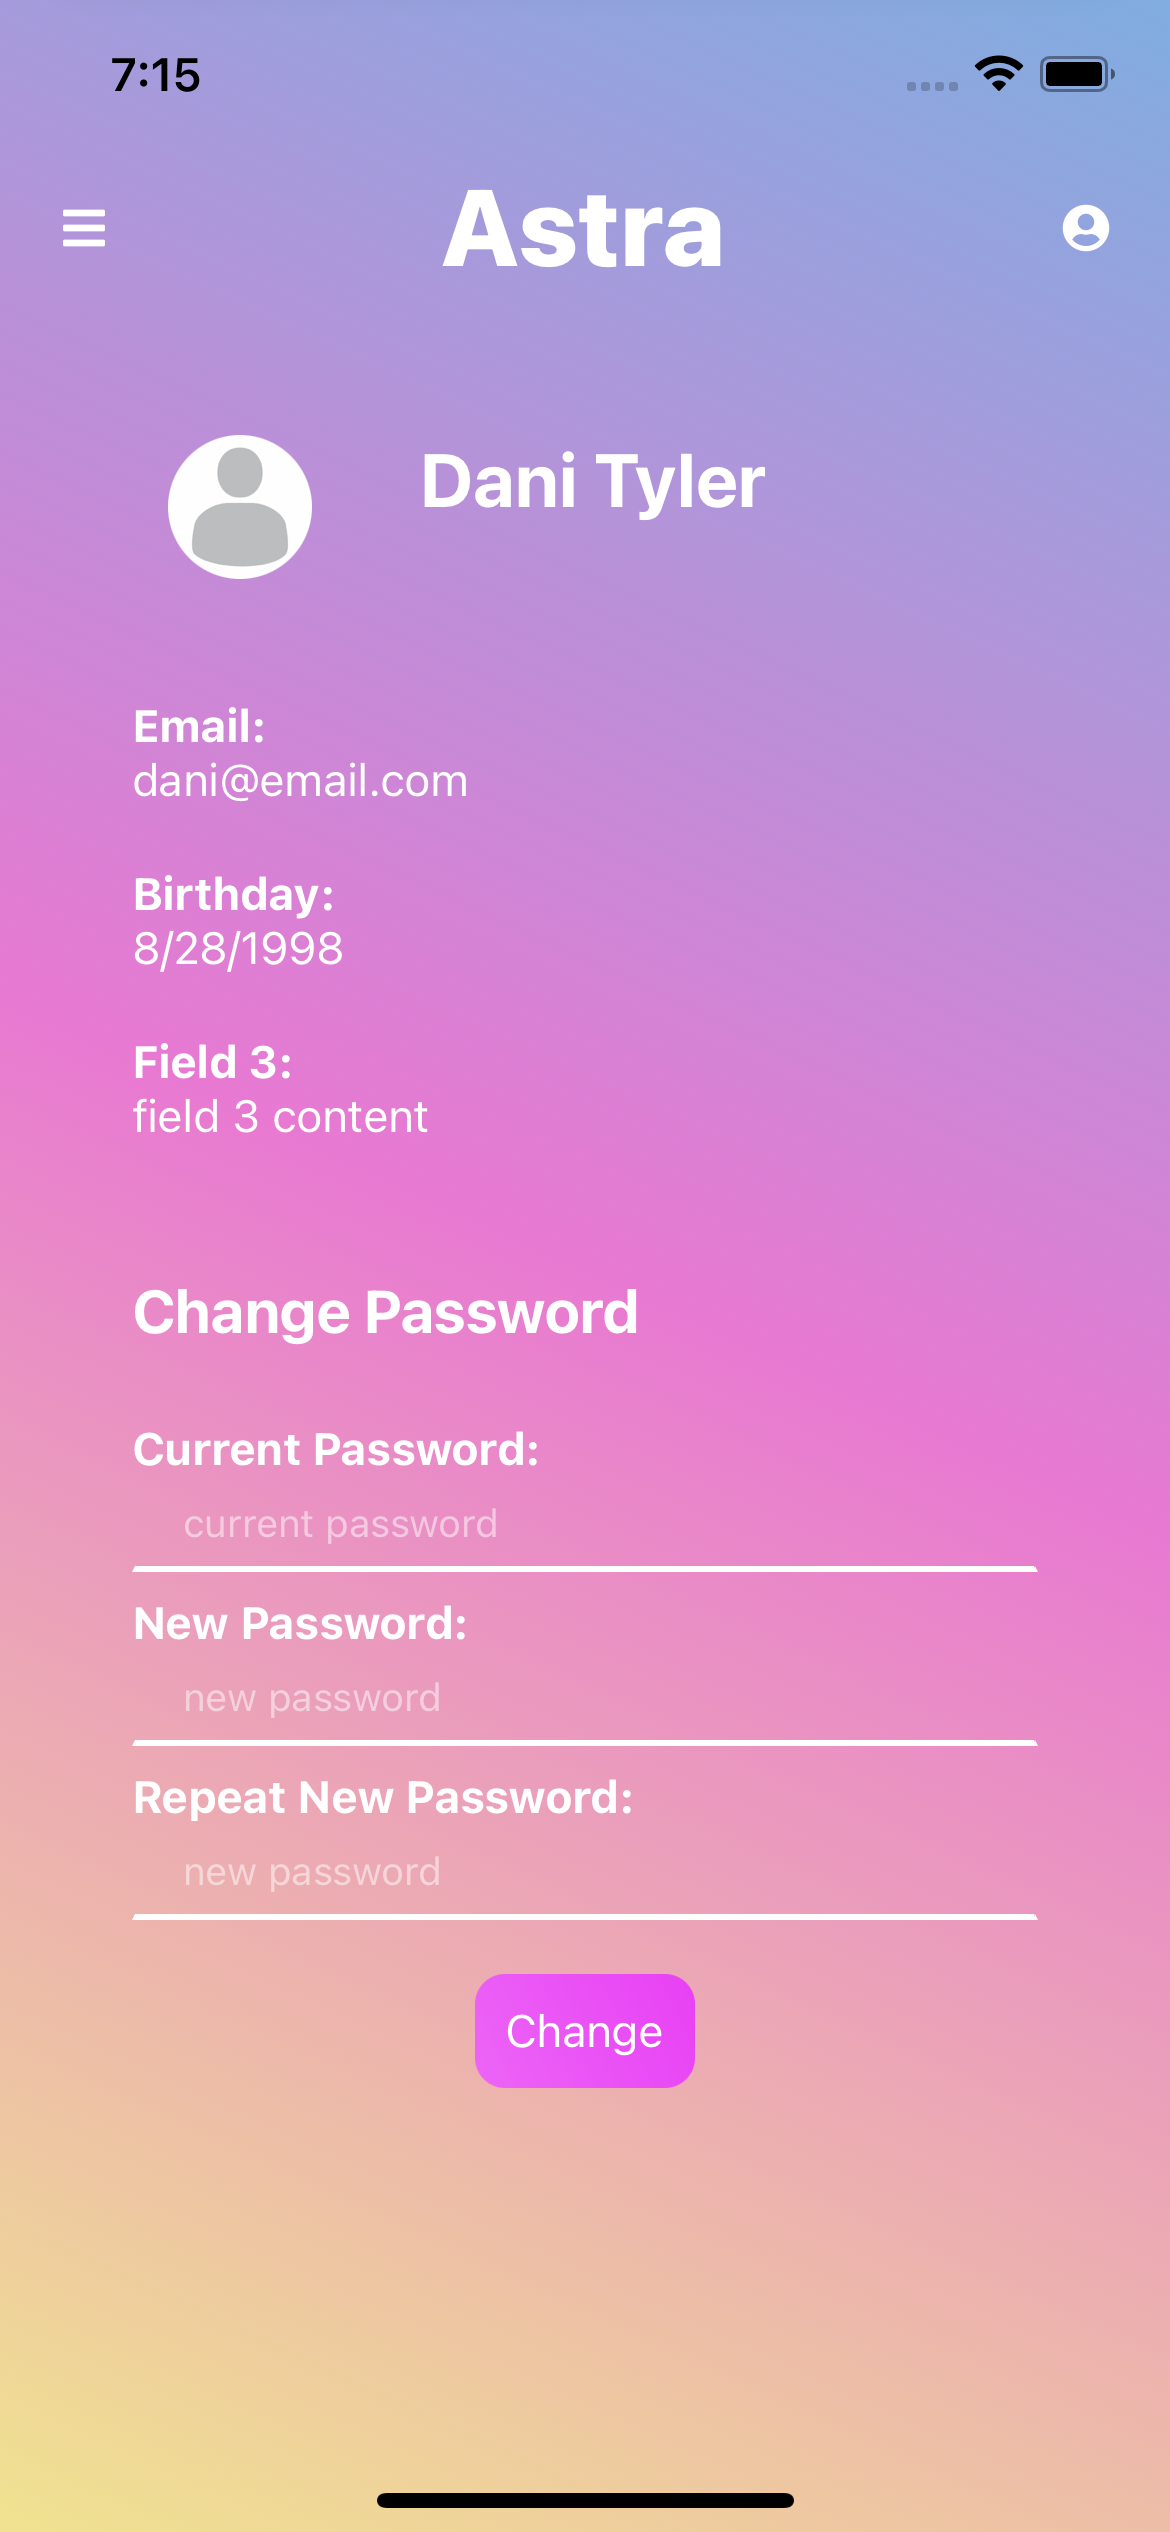 7:15
Astra
Dani Tyler
Email:
dani@email.com
Birthday:
8/28/1998
Field 3:
field 3 content
Change Password
Current Password:
current password
New Password:
new password
Repeat New Password:
new password
Change